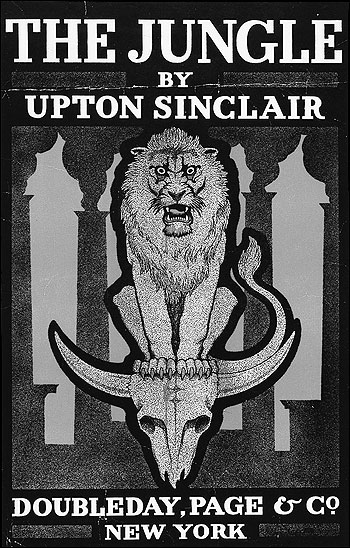 THE JUNGLE
BY
UPTON SINCLAIR
DOUBLEDAY, PAGE & Cº
NEW YORK